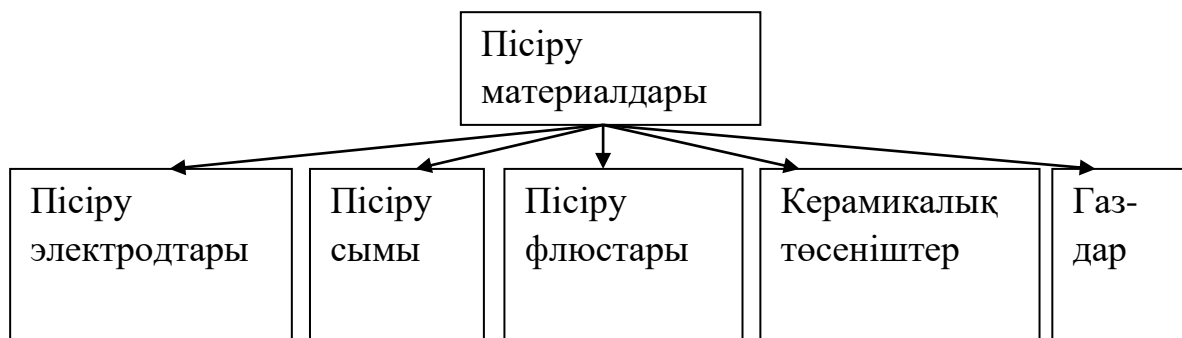 Пісіру
материалдары
Пісіру
электродтары
Пісіру
сымы
Пісіру
флюстары
Керамикалық
төсеніштер
Газ-
дар